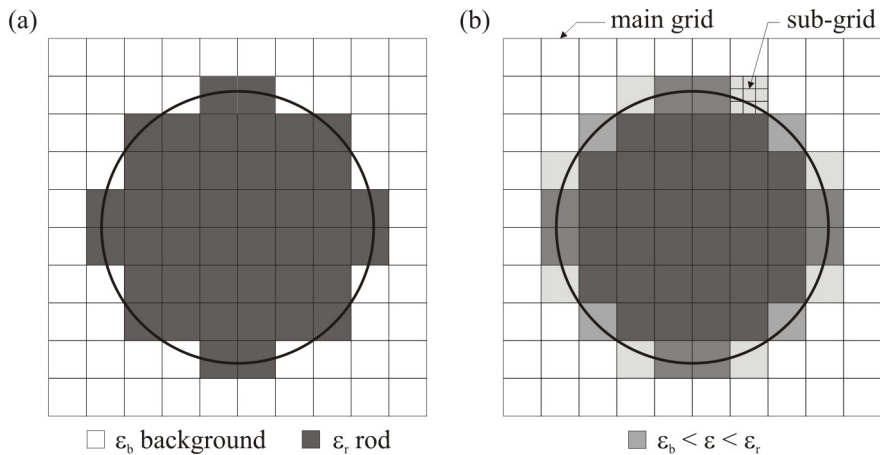 (a)
(b)
main grid
sub-grid
ε_b background
ε_r rod
ε_b < ε < ε_r